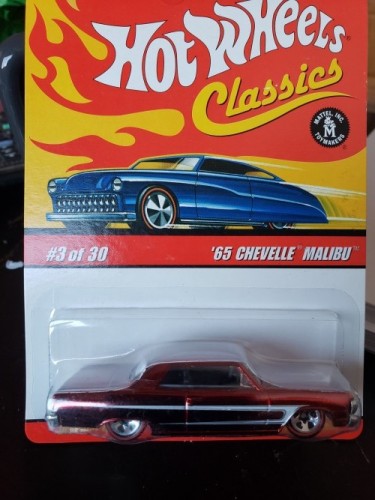 Hot Wheels®
Classics
MATTEL, INC.
M
TOYMAKERS
#3 of 30
'65 CHEVELLE™ MALIBU™